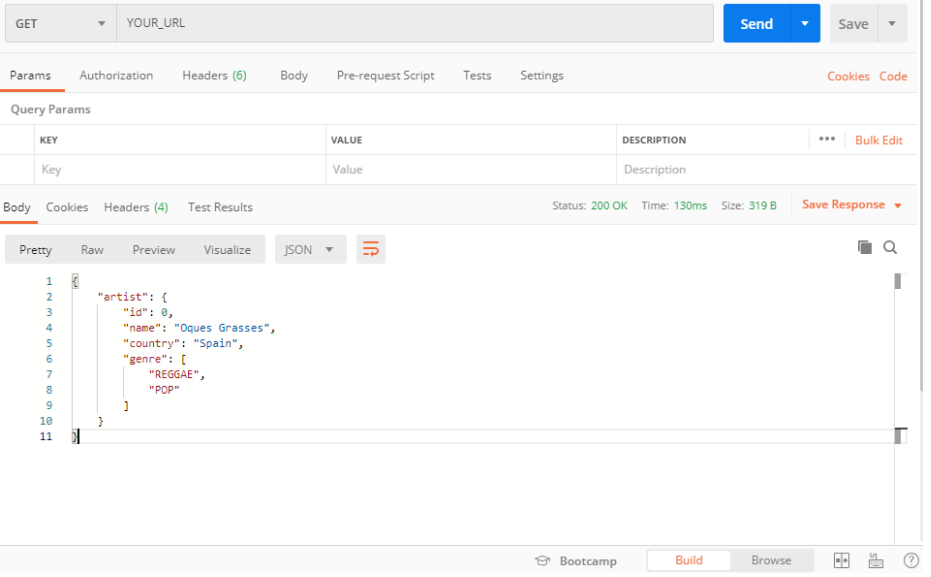 GET YOUR_URL Send Save
Params Authorization Headers (6) Body Pre-request Script Tests Settings Cookies Code
Query Params
KEY VALUE DESCRIPTION ••• Bulk Edit
Key Value Description
Body Cookies Headers (4) Test Results Status: 200 OK Time: 130ms Size: 319 B Save Response
Pretty Raw Preview Visualize JSON
1 {
2 "artist": {
3 "id": 0,
4 "name": "Oques Grasses",
5 "country": "Spain",
6 "genre": [
7 "REGGAE",
8 "POP"
9 ]
10 }
11 }
Bootcamp Build Browse ?